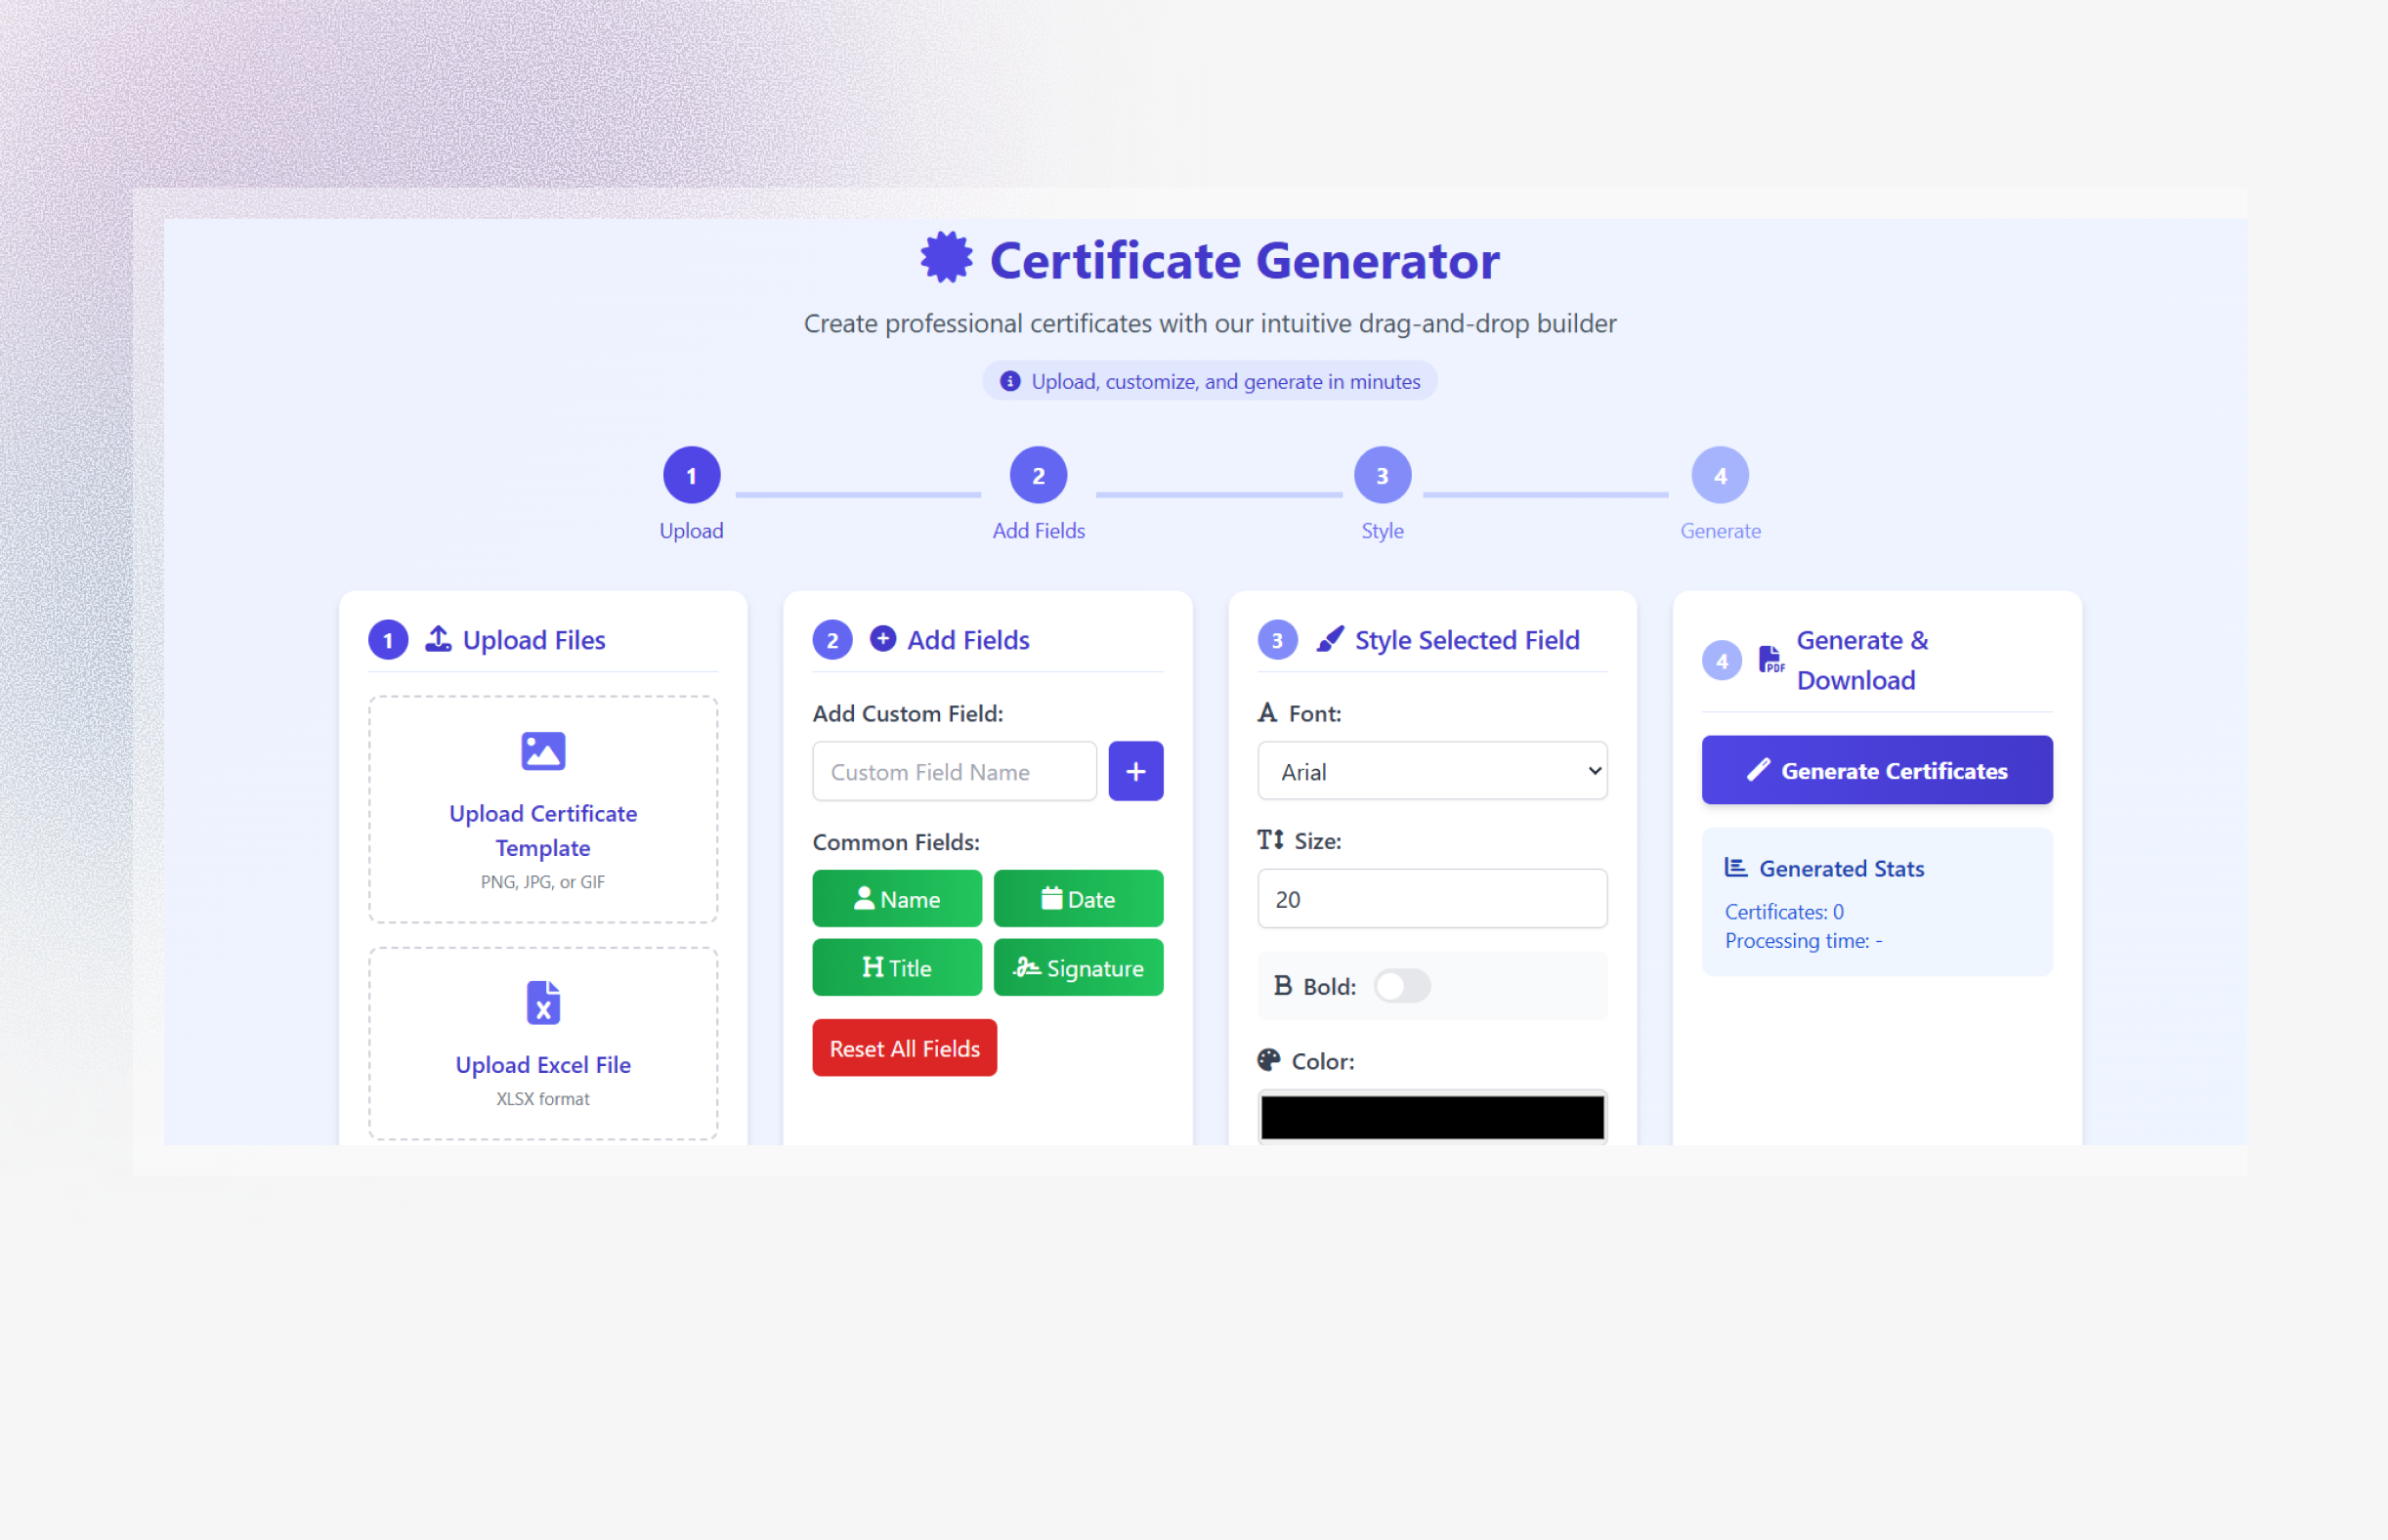 Certificate Generator
Create professional certificates with our intuitive drag-and-drop builder
Upload, customize, and generate in minutes
1
Upload
2
Add Fields
3
Style
4
Generate
1 Upload Files
Upload Certificate
Template
PNG, JPG, or GIF
Upload Excel File
XLSX format
2 Add Fields
Add Custom Field:
Custom Field Name
+
Common Fields:
Name
Date
Title
Signature
Reset All Fields
3 Style Selected Field
A Font:
Arial
Size:
20
B Bold:
Color:
4 PDF Generate &
Download
Generate Certificates
Generated Stats
Certificates: 0
Processing time: -